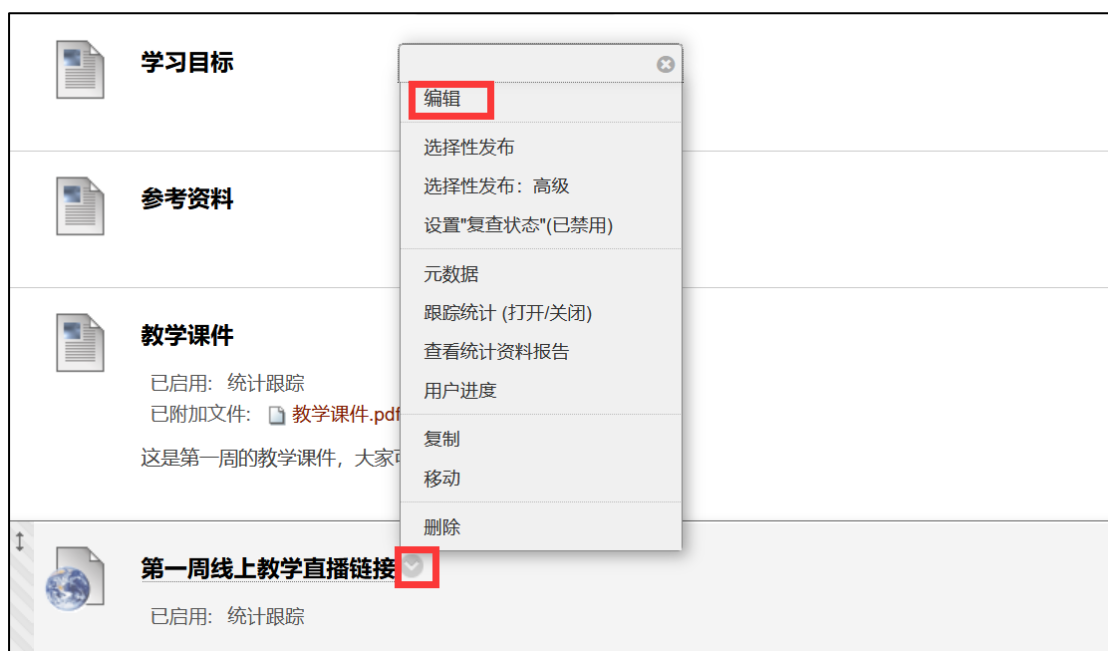 学习目标
参考资料
教学课件
已启用: 统计跟踪
已附加文件: 教学课件.pdf
这是第一周的教学课件，大家
第一周线上教学直播链接
已启用: 统计跟踪
编辑
选择性发布
选择性发布：高级
设置"复查状态"(已禁用)
元数据
跟踪统计 (打开/关闭)
查看统计资料报告
用户进度
复制
移动
删除